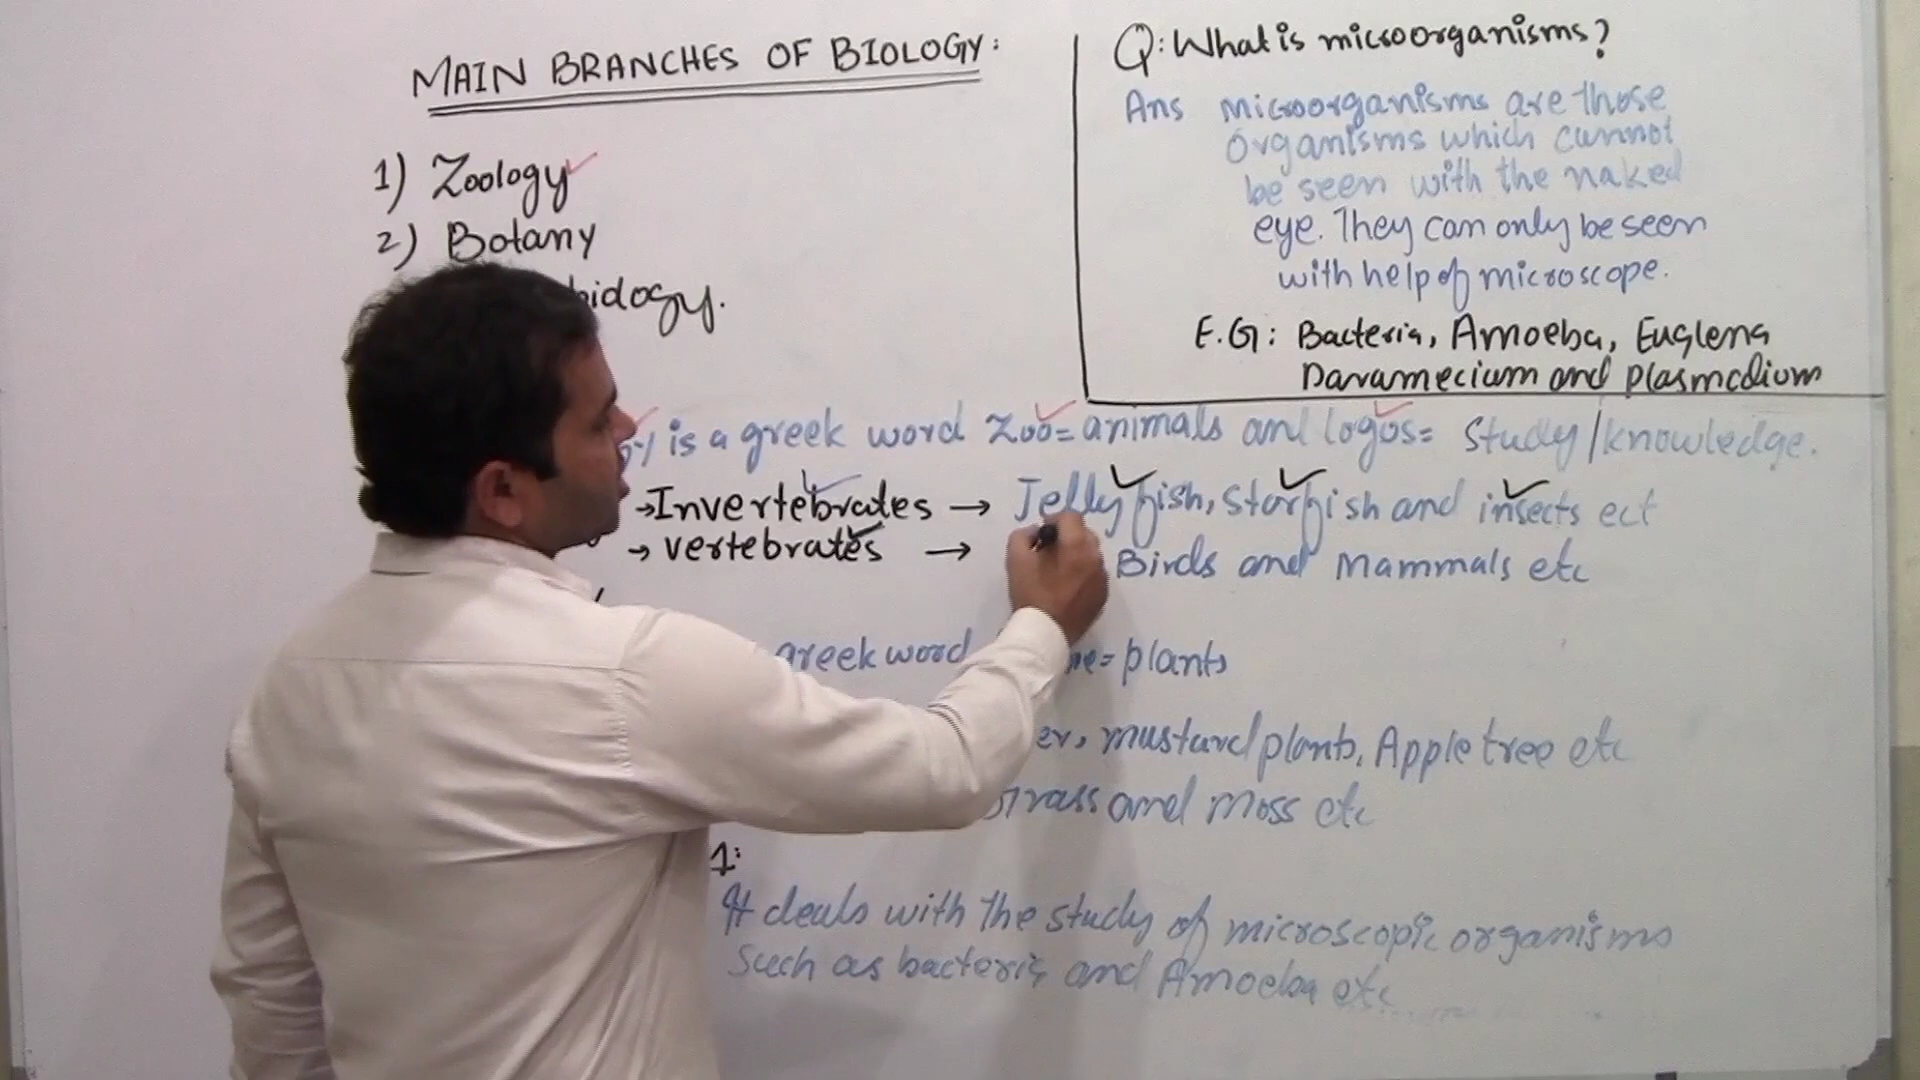 MAIN BRANCHES OF BIOLOGY:
1) Zoology
2) Botany
biology.
Q: What is microorganisms?
Ans microorganisms are those
organisms which cannot
be seen with the naked
eye. They can only be seen
with help of microscope.
E.G: Bacteria, Amoeba, Euglena
Paramecium and plasmodium
is a greek word Zoo= animals and logos= Study/knowledge.
→Invertebrates → Jelly fish, starfish and insects ect
→ vertebrates → Birds and Mammals etc
greek word = plants
mustard plants, Apple tree etc
Grass and Moss etc
1:
It deals with the study of microscopic organisms
Such as bacteria and Amoeba etc